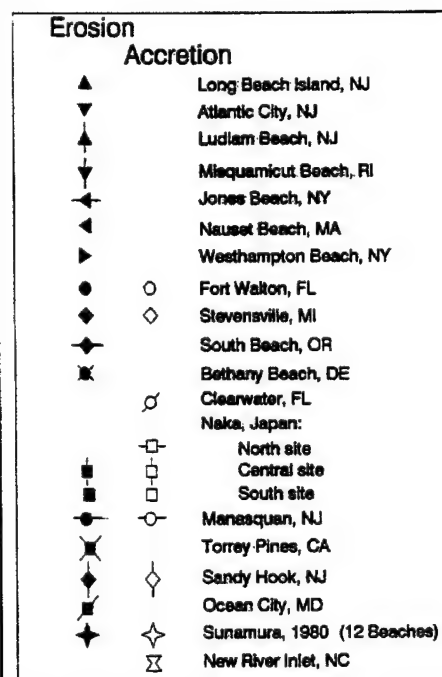 Erosion
Accretion
Long Beach Island, NJ
Atlantic City, NJ
Ludlam Beach, NJ
Misquamicut Beach, RI
Jones Beach, NY
Nauset Beach, MA
Westhampton Beach, NY
Fort Walton, FL
Stevensville, MI
South Beach, OR
Bethany Beach, DE
Clearwater, FL
Naka, Japan:
North site
Central site
South site
Manasquan, NJ
Torrey Pines, CA
Sandy Hook, NJ
Ocean City, MD
Sunamura, 1980 (12 Beaches)
New River Inlet, NC